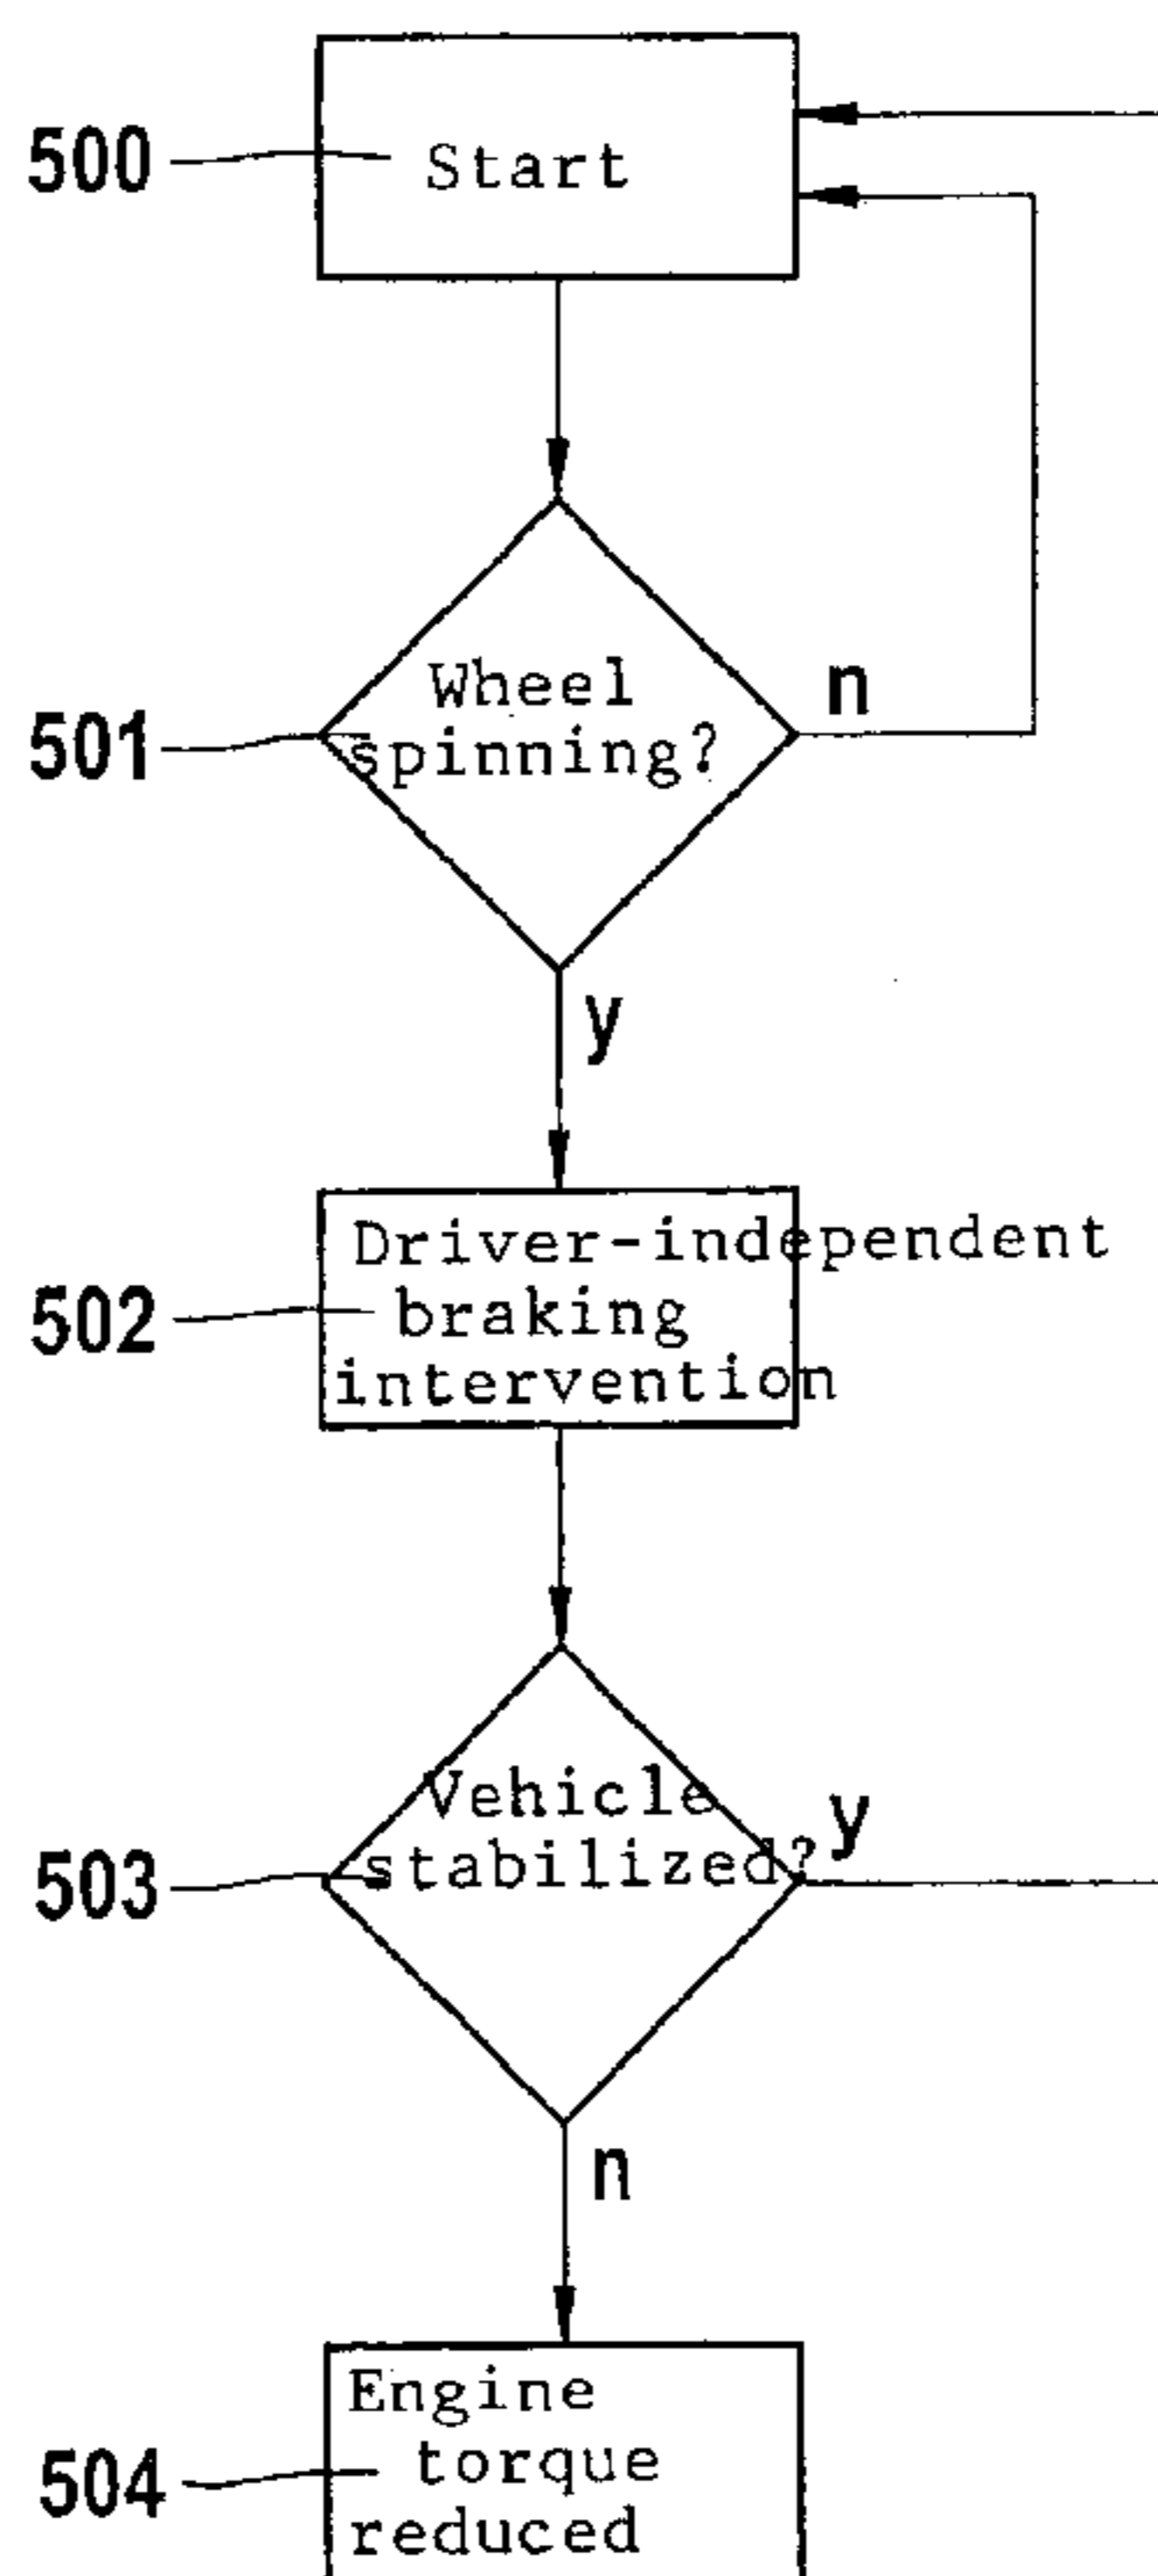 500
Start
501
Wheel
spinning?
n
y
502
Driver-independent
braking
intervention
503
Vehicle
stabilized?
y
n
504
Engine
torque
reduced